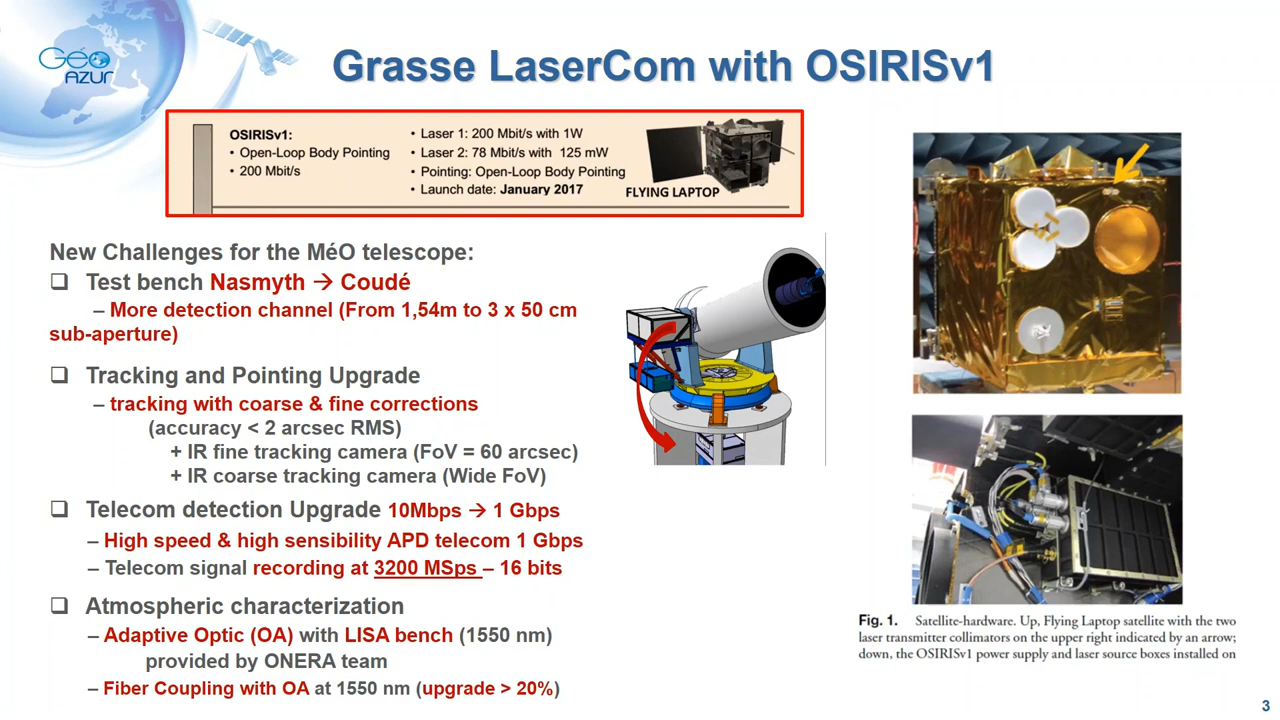 Géo
AZUR
Grasse LaserCom with OSIRISv1
OSIRISv1:
• Open-Loop Body Pointing
• 200 Mbit/s
• Laser 1: 200 Mbit/s with 1W
• Laser 2: 78 Mbit/s with 125 mW
• Pointing: Open-Loop Body Pointing
• Launch date: January 2017
FLYING LAPTOP
New Challenges for the MéO telescope:
❑ Test bench Nasmyth → Coudé
– More detection channel (From 1,54m to 3 x 50 cm
sub-aperture)
❑ Tracking and Pointing Upgrade
– tracking with coarse & fine corrections
(accuracy < 2 arcsec RMS)
+ IR fine tracking camera (FoV = 60 arcsec)
+ IR coarse tracking camera (Wide FoV)
❑ Telecom detection Upgrade 10Mbps → 1 Gbps
– High speed & high sensibility APD telecom 1 Gbps
– Telecom signal recording at 3200 MSps – 16 bits
❑ Atmospheric characterization
– Adaptive Optic (OA) with LISA bench (1550 nm)
provided by ONERA team
– Fiber Coupling with OA at 1550 nm (upgrade > 20%)
Fig. 1. Satellite-hardware. Up, Flying Laptop satellite with the two
laser transmitter collimators on the upper right indicated by an arrow;
down, the OSIRISv1 power supply and laser source boxes installed on
3